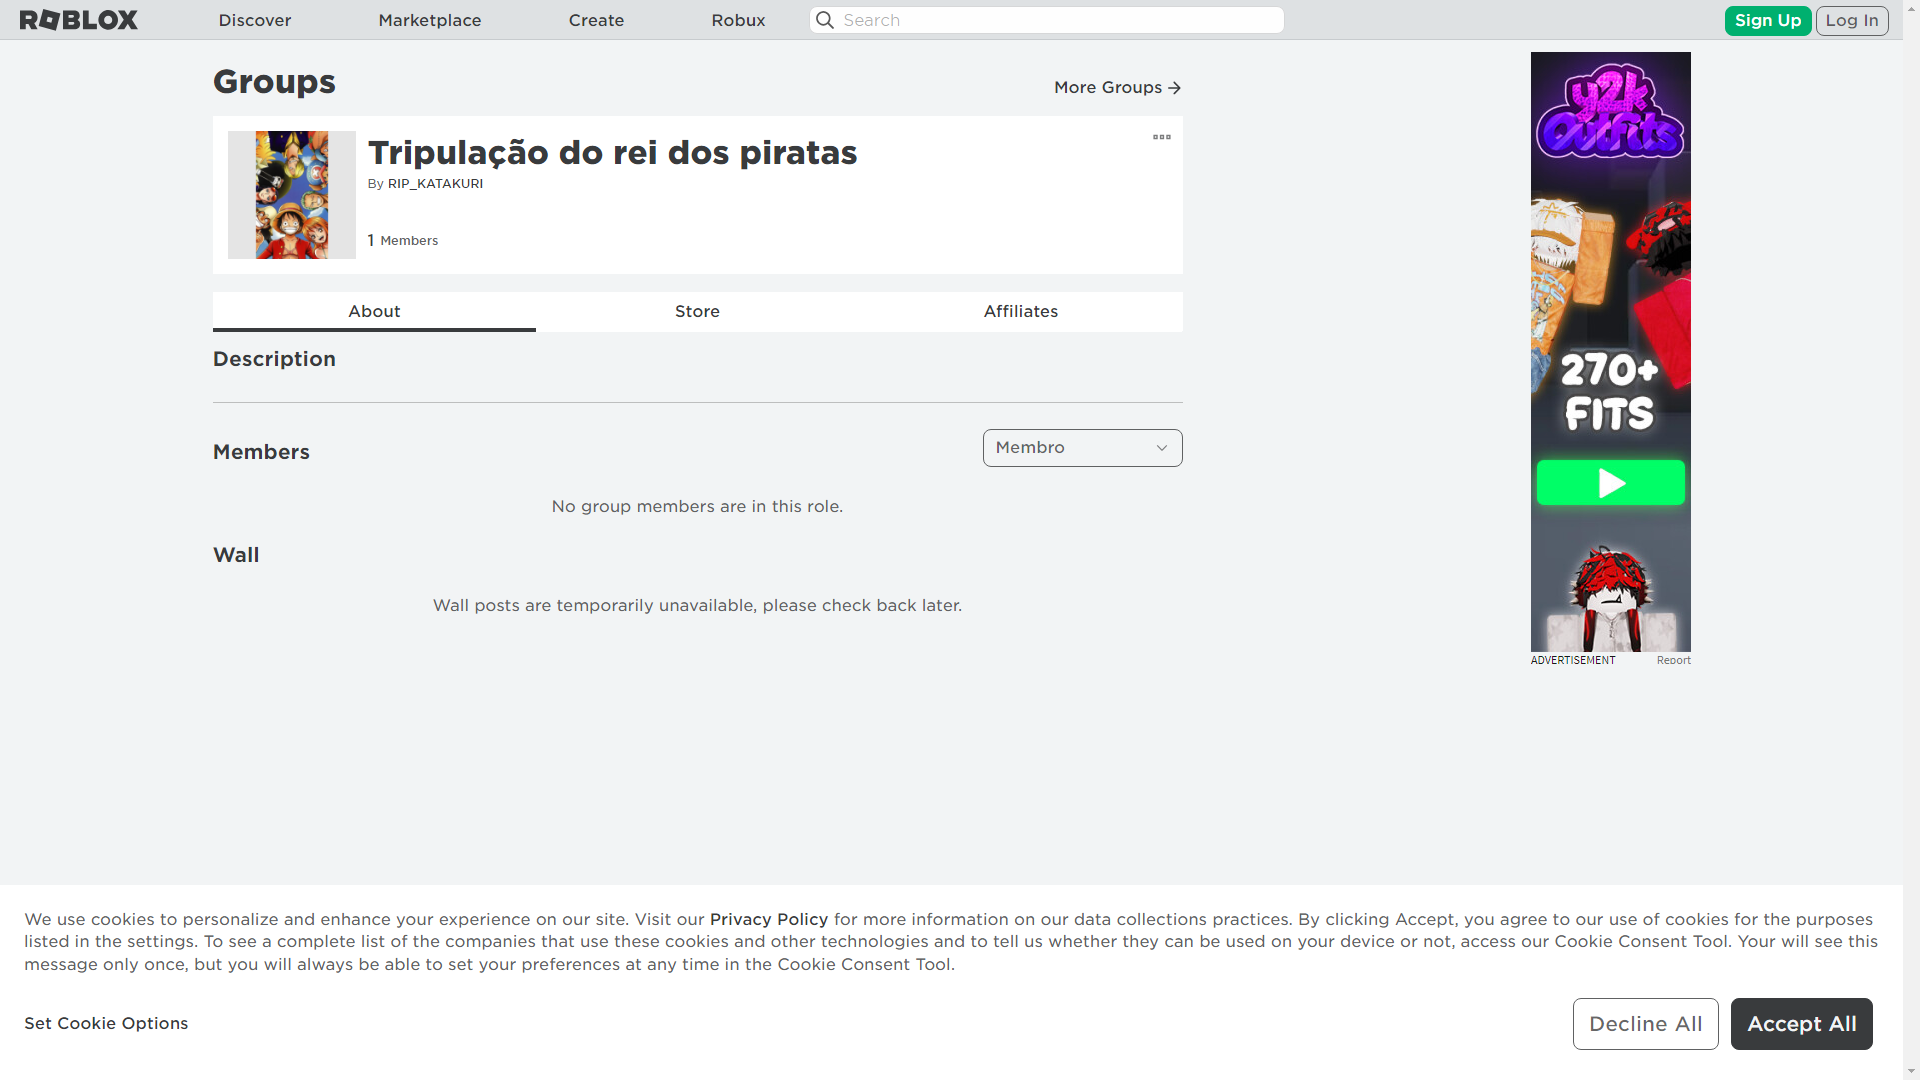 ROBLOX
Discover
Marketplace
Create
Robux
Search
Sign Up
Log In
Groups
More Groups
Tripulação do rei dos piratas
By RIP_KATAKURI
1 Members
About
Store
Affiliates
Description
Members
Membro
No group members are in this role.
Wall
Wall posts are temporarily unavailable, please check back later.
y2k
Outfits
270+
FITS
ADVERTISEMENT
Report
We use cookies to personalize and enhance your experience on our site. Visit our Privacy Policy for more information on our data collections practices. By clicking Accept, you agree to our use of cookies for the purposes
listed in the settings. To see a complete list of the companies that use these cookies and other technologies and to tell us whether they can be used on your device or not, access our Cookie Consent Tool. Your will see this
message only once, but you will always be able to set your preferences at any time in the Cookie Consent Tool.
Set Cookie Options
Decline All
Accept All